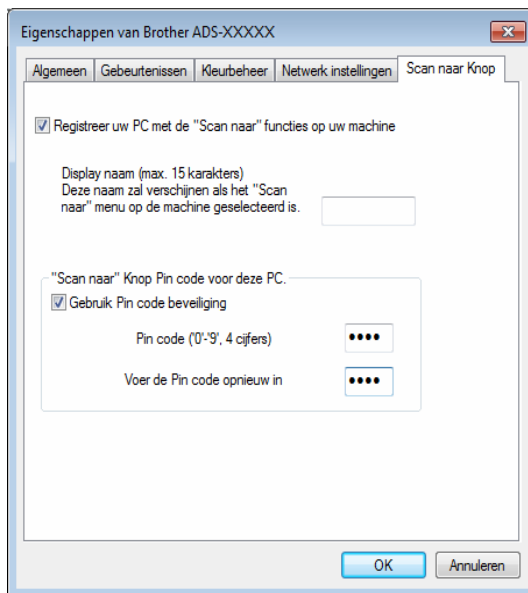 Eigenschappen van Brother ADS-XXXXX
Algemeen Gebeurtenissen Kleurbeheer Netwerk instellingen Scan naar Knop
Registreer uw PC met de "Scan naar" functies op uw machine
Display naam (max. 15 karakters)
Deze naam zal verschijnen als het "Scan
naar" menu op de machine geselecteerd is.
"Scan naar" Knop Pin code voor deze PC.
Gebruik Pin code beveiliging
Pin code ('0'-'9', 4 cijfers) ••••
Voer de Pin code opnieuw in ••••
OK Annuleren